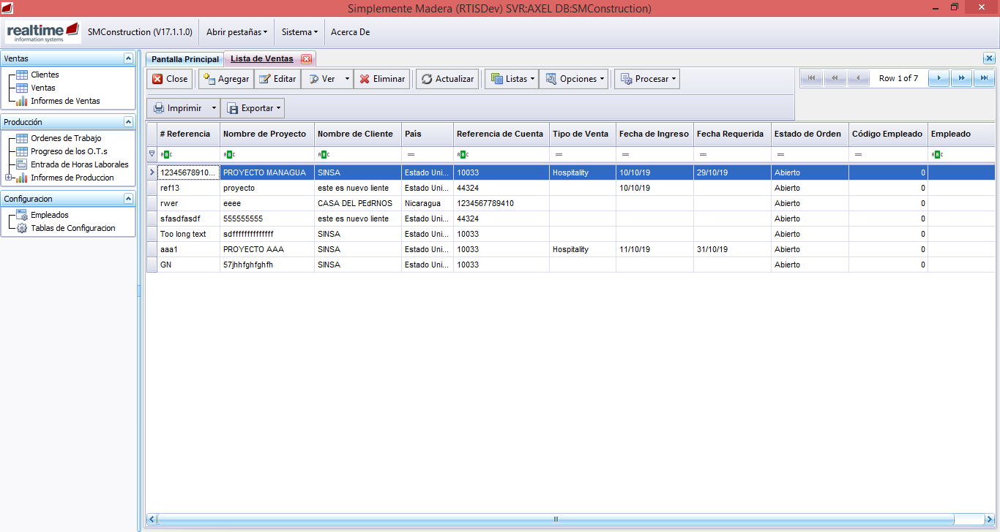 Simplemente Madera (RTISDev) SVR:AXEL DB:SMConstruction)
realtime information systems SMConstruction (V17.1.1.0) Abrir pestañas Sistema Acerca De
Ventas
Clientes
Ventas
Informes de Ventas
Producción
Ordenes de Trabajo
Progreso de los O.T.s
Entrada de Horas Laborales
Informes de Produccion
Configuracion
Empleados
Tablas de Configuracion
Pantalla Principal Lista de Ventas
Close Agregar Editar Ver Eliminar Actualizar Listas Opciones Procesar Row 1 of 7
Imprimir Exportar
# Referencia Nombre de Proyecto Nombre de Cliente País Referencia de Cuenta Tipo de Venta Fecha de Ingreso Fecha Requerida Estado de Orden Código Empleado Empleado
ABC ABC ABC = ABC = = = = = ABC
12345678910... PROYECTO MANAGUA SINSA Estado Uni... 10033 Hospitality 10/10/19 29/10/19 Abierto 0
ref13 proyecto este es nuevo liente Estado Uni... 44324 10/10/19 Abierto 0
rwer eeee CASA DEL PEdRNOS Nicaragua 1234567789410 Abierto 0
sfasdfasdf 555555555 este es nuevo liente Estado Uni... 44324 Abierto 0
Too long text sdffffffffffffff SINSA Estado Uni... 10033 Abierto 0
aaa1 PROYECTO AAA SINSA Estado Uni... 10033 Hospitality 11/10/19 31/10/19 Abierto 0
GN 57jhhfghfghfh SINSA Estado Uni... 10033 Abierto 0